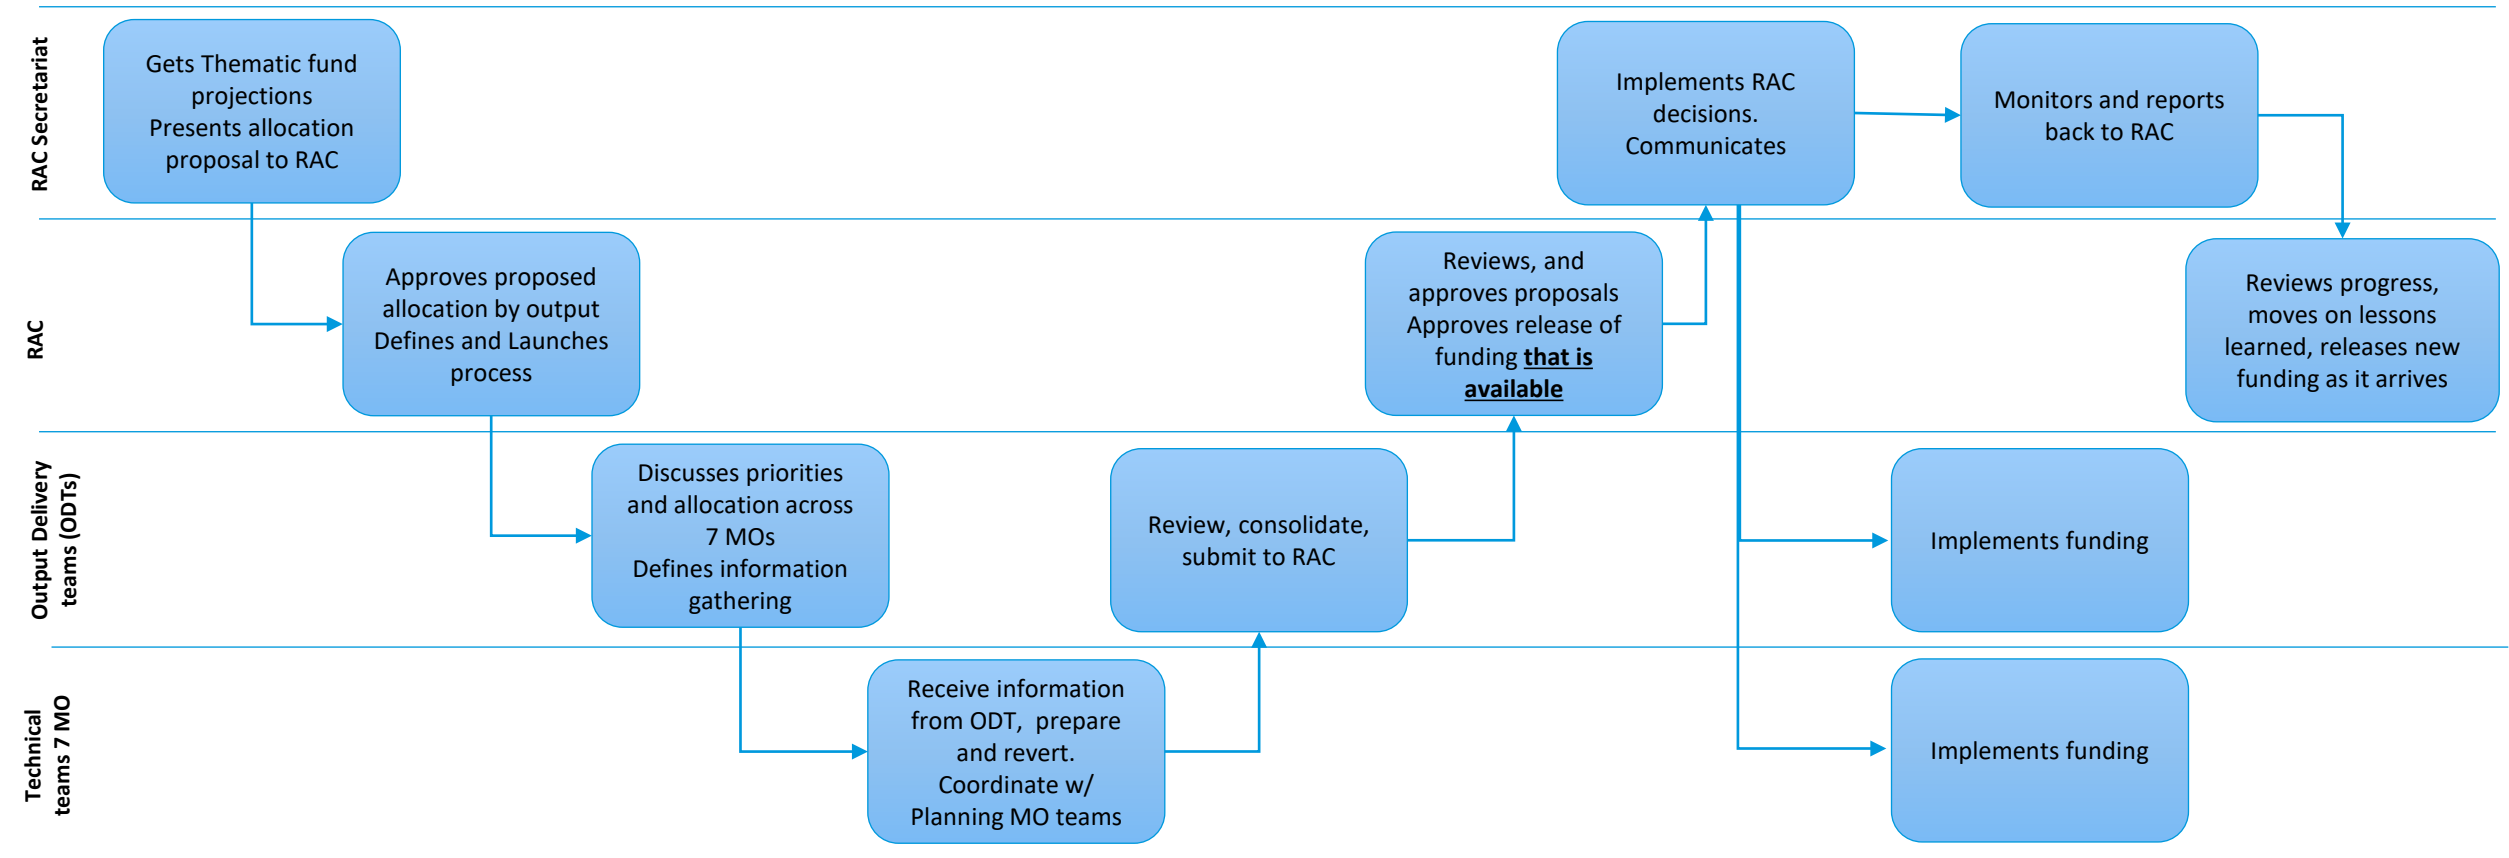 RAC Secretariat
Gets Thematic fund
projections
Presents allocation
proposal to RAC
Implements RAC
decisions.
Communicates
Monitors and reports
back to RAC
RAC
Approves proposed
allocation by output
Defines and Launches
process
Reviews, and
approves proposals
Approves release of
funding that is
available
Reviews progress,
moves on lessons
learned, releases new
funding as it arrives
Output Delivery
teams (ODTs)
Discusses priorities
and allocation across
7 MOs
Defines information
gathering
Review, consolidate,
submit to RAC
Implements funding
Technical
teams 7 MO
Receive information
from ODT, prepare
and revert.
Coordinate w/
Planning MO teams
Implements funding